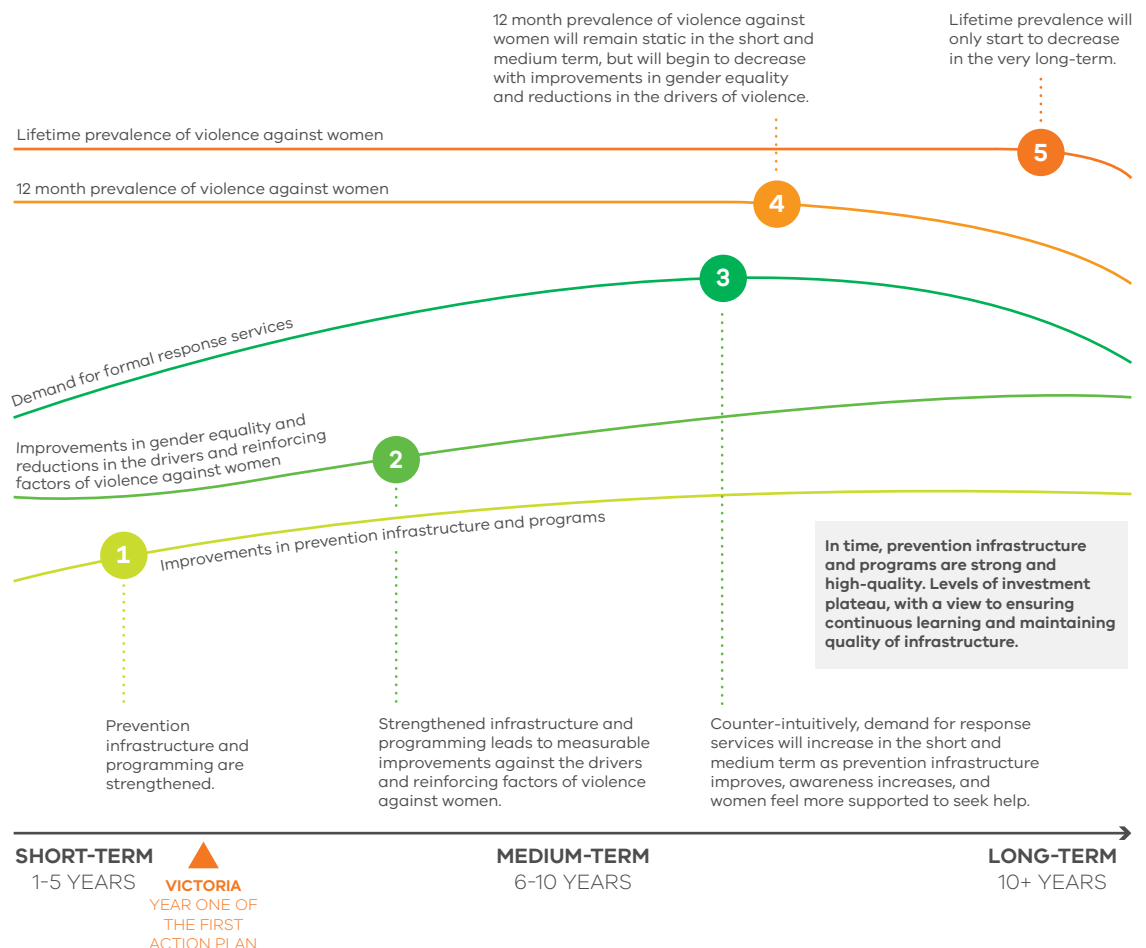 12 month prevalence of violence against
women will remain static in the short and
medium term, but will begin to decrease
with improvements in gender equality
and reductions in the drivers of violence.
Lifetime prevalence will
only start to decrease
in the very long-term.
Lifetime prevalence of violence against women
5
12 month prevalence of violence against women
4
3
Demand for formal response services
Improvements in gender equality and
reductions in the drivers and reinforcing
factors of violence against women
2
1
Improvements in prevention infrastructure and programs
In time, prevention infrastructure
and programs are strong and
high-quality. Levels of investment
plateau, with a view to ensuring
continuous learning and maintaining
quality of infrastructure.
Prevention
infrastructure and
programming are
strengthened.
Strengthened infrastructure and
programming leads to measurable
improvements against the drivers
and reinforcing factors of violence
against women.
Counter-intuitively, demand for response
services will increase in the short and
medium term as prevention infrastructure
improves, awareness increases, and
women feel more supported to seek help.
SHORT-TERM
1-5 YEARS
VICTORIA
YEAR ONE OF
THE FIRST
ACTION PLAN
MEDIUM-TERM
6-10 YEARS
LONG-TERM
10+ YEARS